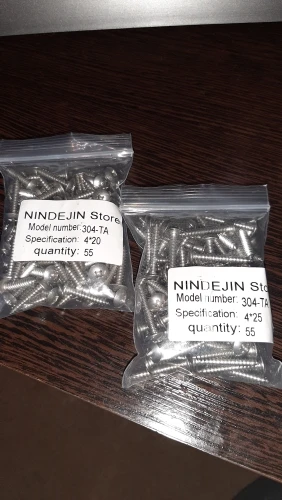 NINDEJIN Store
Model number: 304-TA
Specification: 4*20
quantity: 55
NINDEJIN Sto
Model number: 304-TA
Specification: 4*25
quantity: 55